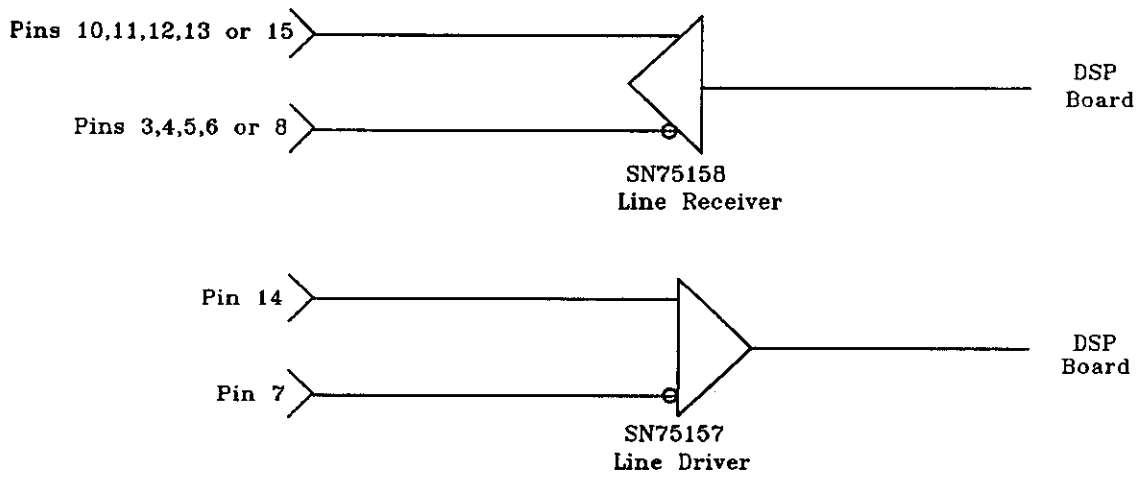 Pins 10,11,12,13 or 15
DSP
Board
Pins 3,4,5,6 or 8
SN75158
Line Receiver
Pin 14
DSP
Board
Pin 7
SN75157
Line Driver